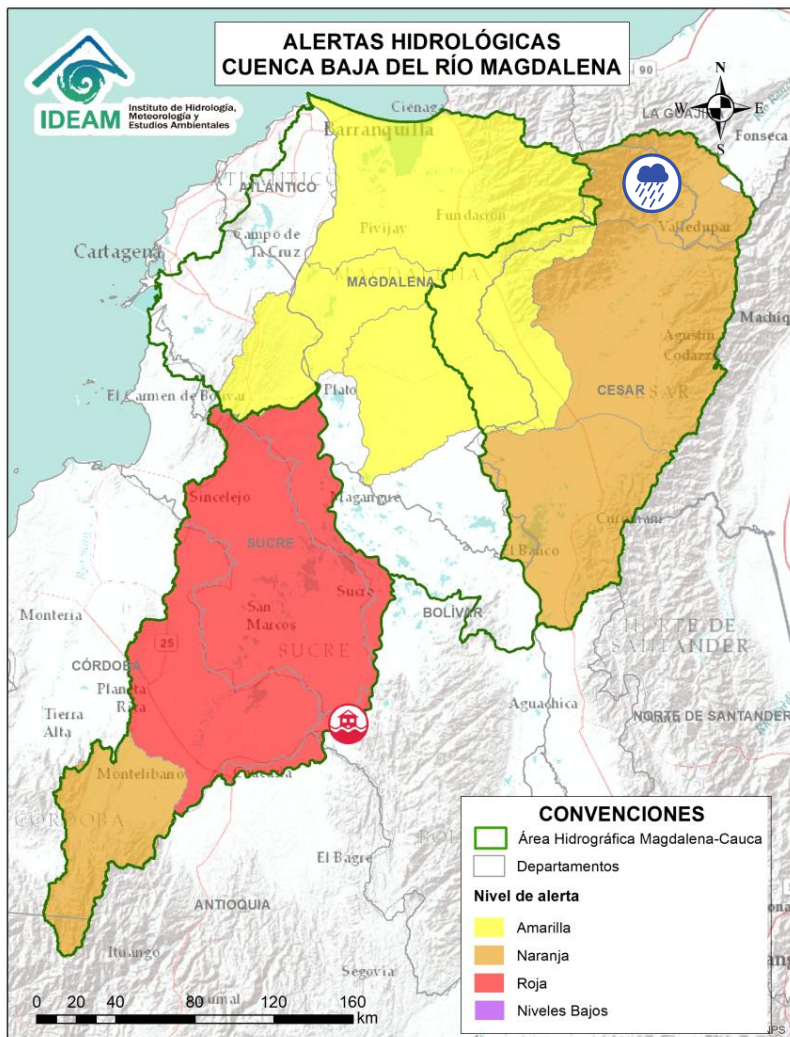 ALERTAS HIDROLÓGICAS
CUENCA BAJA DEL RÍO MAGDALENA
IDEAM
Instituto de Hidrología,
Meteorología y
Estudios Ambientales
N
W
E
S
90
LA GUAJIRA
Fonseca
Cienaga
Barranquilla
ATLÁNTICO
Cartagena
Campo de
La Cruz
Pivijay
Fundación
Valledupar
MAGDALENA
Machiq
Agustín
Codazzi
CESAR
El Carmen de Bolívar
Plato
Sincelejo
Magangue
SUCRE
El Banco
Sucre
San
Marcos
SUCRE
BOLÍVAR
Montería
25
NORTE DE
SANTANDER
CÓRDOBA
Planeta
Rica
Tierra
Alta
Aguachica
NORTE DE SANTANDER
Montelibano
Caucasia
CÓRDOBA
El Bagre
ANTIOQUIA
Ituango
Segovia
0 20 40 80 120 160
km
CONVENCIONES
Área Hidrográfica Magdalena-Cauca
Departamentos
Nivel de alerta
Amarilla
Naranja
Roja
Niveles Bajos